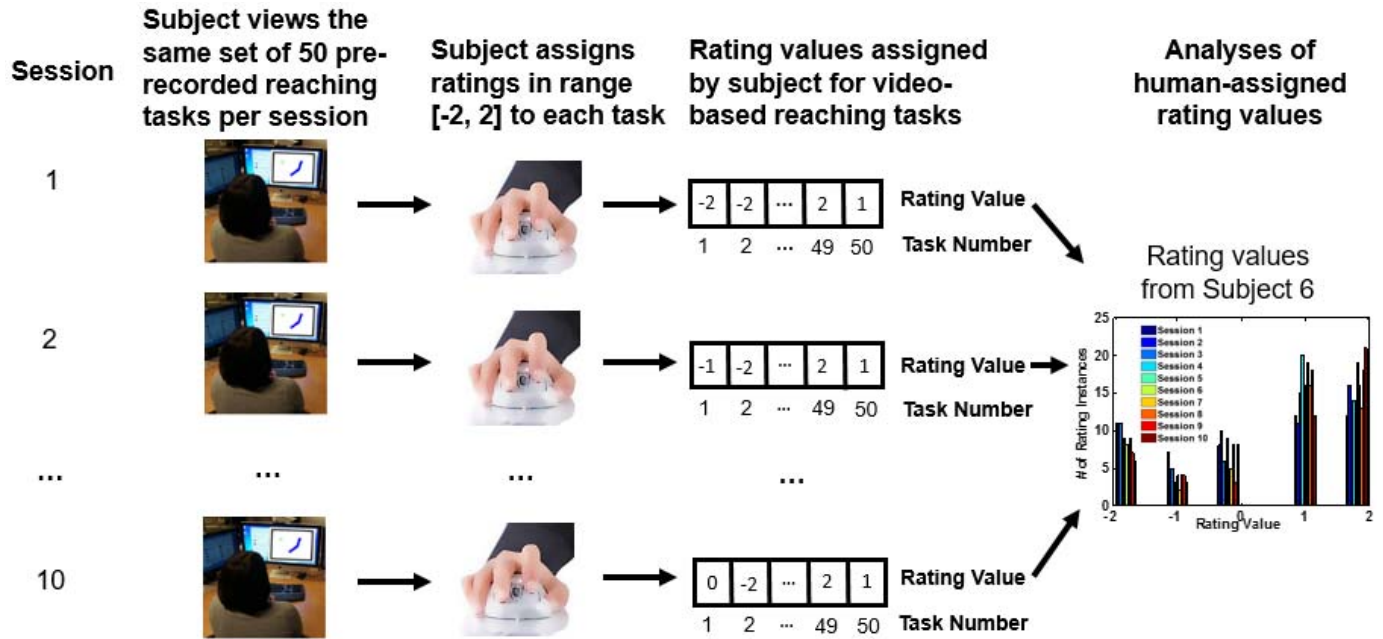 Session
Subject views the
same set of 50 pre-
recorded reaching
tasks per session
Subject assigns
ratings in range
[-2, 2] to each task
Rating values assigned
by subject for video-
based reaching tasks
Analyses of
human-assigned
rating values
1
-2 -2 ... 2 1 Rating Value
1 2 ... 49 50 Task Number
2
-1 -2 ... 2 1 Rating Value
1 2 ... 49 50 Task Number
... ... ... ...
10
0 -2 ... 2 1 Rating Value
1 2 ... 49 50 Task Number
Rating values
from Subject 6
# of Rating Instances
25
20
15
10
5
0
Session 1
Session 2
Session 3
Session 4
Session 5
Session 6
Session 7
Session 8
Session 9
Session 10
-2 -1 0 1 2
Rating Value